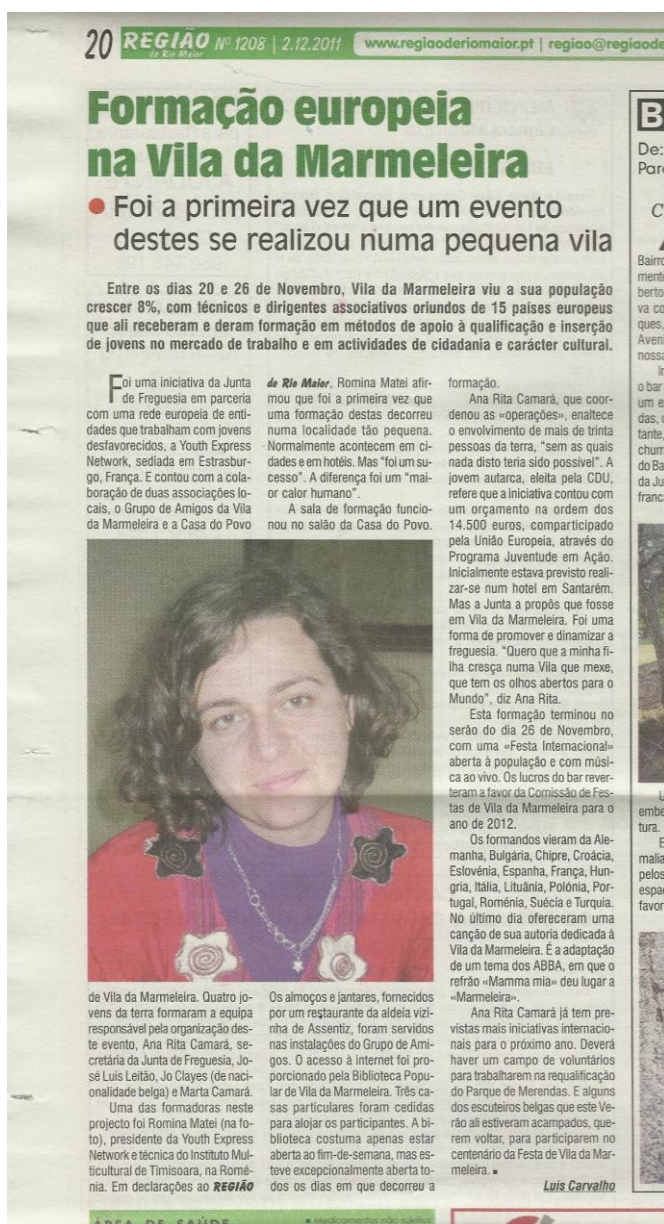 20 REGIÃO de Rio Maior Nº 1208 | 2.12.2011 www.regiaoderiomaior.pt | regiao@regiaode
Formação europeia
na Vila da Marmeleira
• Foi a primeira vez que um evento
destes se realizou numa pequena vila
Entre os dias 20 e 26 de Novembro, Vila da Marmeleira viu a sua população
crescer 8%, com técnicos e dirigentes associativos oriundos de 15 países europeus
que ali receberam e deram formação em métodos de apoio à qualificação e inserção
de jovens no mercado de trabalho e em actividades de cidadania e carácter cultural.
Foi uma iniciativa da Junta
de Freguesia em parceria
com uma rede europeia de enti-
dades que trabalham com jovens
desfavorecidos, a Youth Express
Network, sediada em Estrasbur-
go, França. E contou com a cola-
boração de duas associações lo-
cais, o Grupo de Amigos da Vila
da Marmeleira e a Casa do Povo
de Vila da Marmeleira. Quatro jo-
vens da terra formaram a equipa
responsável pela organização des-
te evento, Ana Rita Camará, se-
cretária da Junta de Freguesia, Jo-
sé Luis Leitão, Jo Clayes (de naci-
onalidade belga) e Marta Camará.
Uma das formadoras neste
projecto foi Romina Matei (na fo-
to), presidente da Youth Express
Network e técnica do Instituto Mul-
ticultural de Timisoara, na Romé-
nia. Em declarações ao REGIÃO
de Rio Maior, Romina Matei afir-
mou que foi a primeira vez que
uma formação destas decorreu
numa localidade tão pequena.
Normalmente acontecem em ci-
dades e em hotéis. Mas “foi um su-
cesso”. A diferença foi um “mai-
or calor humano”.
A sala de formação funcio-
nou no salão da Casa do Povo.
Os almoços e jantares, fornecidos
por um restaurante da aldeia vizi-
nha de Assentiz, foram servidos
nas instalações do Grupo de Ami-
gos. O acesso à internet foi pro-
porcionado pela Biblioteca Popu-
lar de Vila da Marmeleira. Três ca-
sas particulares foram cedidas
para alojar os participantes. A bi-
blioteca costuma apenas estar
aberta ao fim-de-semana, mas es-
teve excepcionalmente aberta to-
dos os dias em que decorreu a
formação.
Ana Rita Camará, que coor-
denou as «operações», enaltece
o envolvimento de mais de trinta
pessoas da terra, “sem as quais
nada disto teria sido possível”. A
jovem autarca, eleita pela CDU,
refere que a iniciativa contou com
um orçamento na ordem dos
14.500 euros, comparticipado
pela União Europeia, através do
Programa Juventude em Ação.
Inicialmente estava previsto reali-
zar-se num hotel em Santarém.
Mas a Junta a propôs que fosse
em Vila da Marmeleira. Foi uma
forma de promover e dinamizar a
freguesia. “Quero que a minha fi-
lha cresça numa Vila que mexe,
que tem os olhos abertos para o
Mundo”, diz Ana Rita.
Esta formação terminou no
serão do dia 26 de Novembro,
com uma «Festa Internacional»
aberta à população e com músi-
ca ao vivo. Os lucros do bar rever-
teram a favor da Comissão de Fes-
tas de Vila da Marmeleira para o
ano de 2012.
Os formandos vieram da Ale-
manha, Bulgária, Chipre, Croácia,
Eslovénia, Espanha, França, Hun-
gria, Itália, Lituânia, Polónia, Por-
tugal, Roménia, Suécia e Turquia.
No último dia ofereceram uma
canção de sua autoria dedicada à
Vila da Marmeleira. É a adaptação
de um tema dos ABBA, em que o
refrão «Mamma mia» deu lugar a
«Marmeleira».
Ana Rita Camará já tem pre-
vistas mais iniciativas internacio-
nais para o próximo ano. Deverá
haver um campo de voluntários
para trabalharem na requalificação
do Parque de Merendas. E alguns
dos escuteiros belgas que este Ve-
rão ali estiveram acampados, que-
rem voltar, para participarem no
centenário da Festa de Vila da Mar-
meleira.
Luis Carvalho
B
De:
ÁREA DE SAÚDE
• Medicamentos não sujeitos